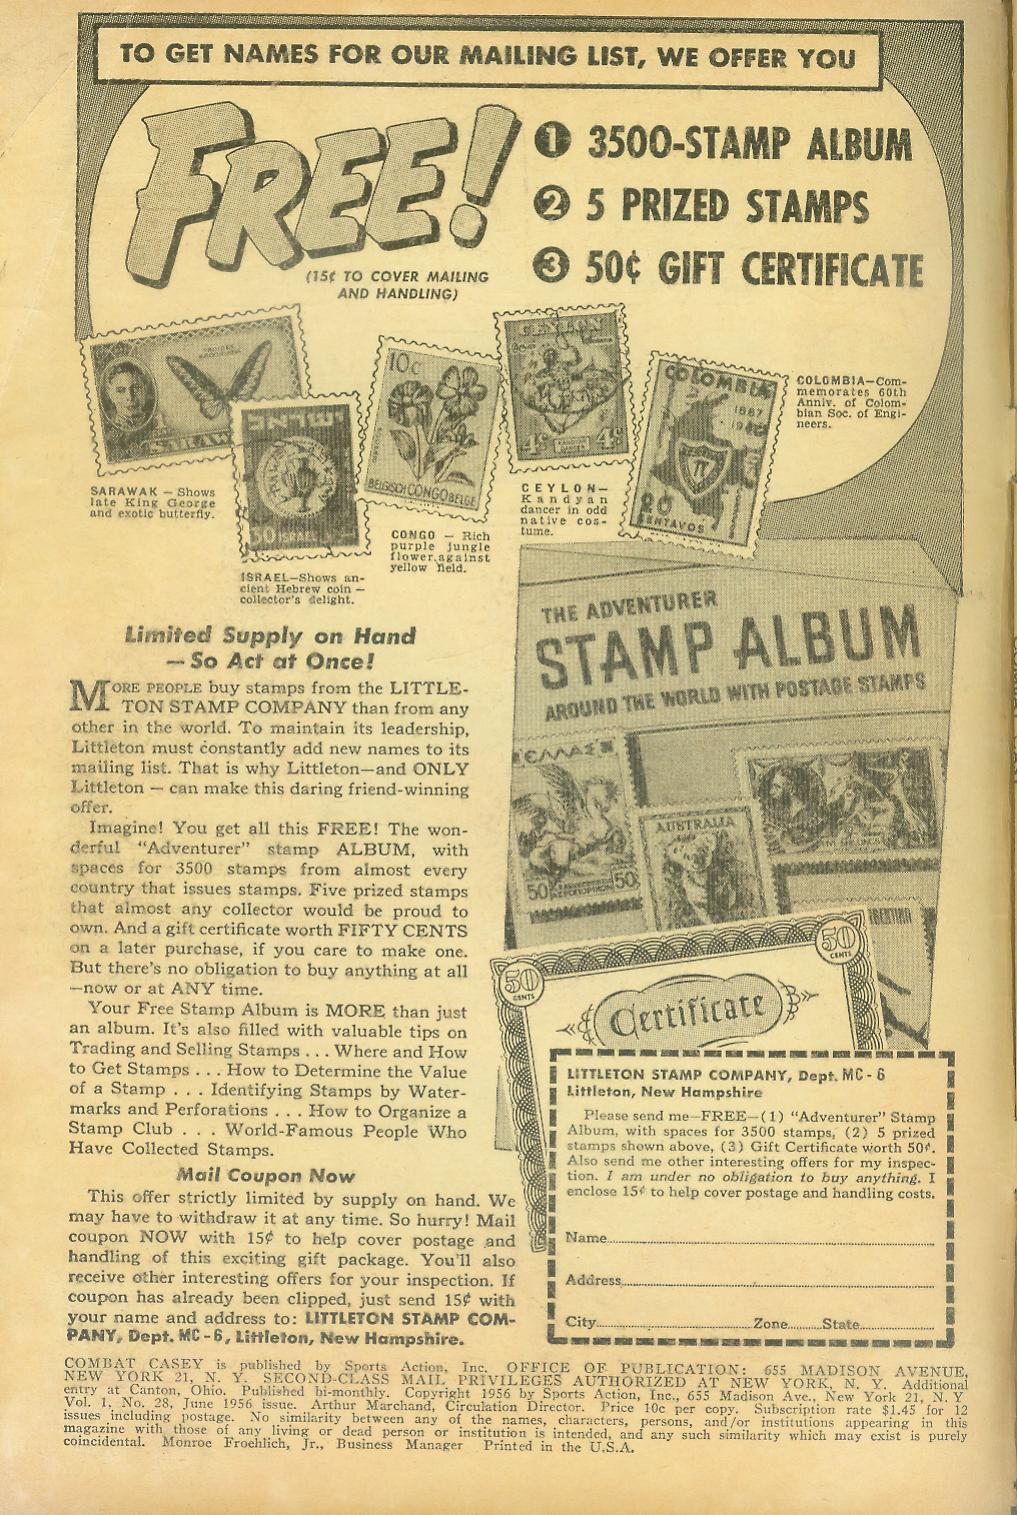 TO GET NAMES FOR OUR MAILING LIST, WE OFFER YOU
FREE!
(15¢ TO COVER MAILING
AND HANDLING)
1 3500-STAMP ALBUM
2 5 PRIZED STAMPS
3 50¢ GIFT CERTIFICATE
SARAW
SARAWAK — Shows
late King George
and exotic butterfly.
50 ISRAEL
ISRAEL—Shows an-
cient Hebrew coin —
collector's delight.
10c
BELGISCH CONGO BELGE
CONGO — Rich
purple jungle
flower against
yellow field.
CEYLON
4c 4c
CEYLON—
Kandyan
dancer in odd
native cos-
tume.
COLOMBIA
1887
20
CENTAVOS
COLOMBIA—Com-
memorates 60th
Anniv. of Colom-
bian Soc. of Engi-
neers.
THE ADVENTURER
STAMP ALBUM
AROUND THE WORLD WITH POSTAGE STAMPS
ΕΛΛΑΣ
50 50
AUSTRALIA
Limited Supply on Hand
— So Act at Once!
MORE PEOPLE buy stamps from the LITTLE-
TON STAMP COMPANY than from any
other in the world. To maintain its leadership,
Littleton must constantly add new names to its
mailing list. That is why Littleton—and ONLY
Littleton — can make this daring friend-winning
offer.
Imagine! You get all this FREE! The won-
derful "Adventurer" stamp ALBUM, with
spaces for 3500 stamps from almost every
country that issues stamps. Five prized stamps
that almost any collector would be proud to
own. And a gift certificate worth FIFTY CENTS
on a later purchase, if you care to make one.
But there's no obligation to buy anything at all
—now or at ANY time.
Your Free Stamp Album is MORE than just
an album. It's also filled with valuable tips on
Trading and Selling Stamps . . . Where and How
to Get Stamps . . . How to Determine the Value
of a Stamp . . . Identifying Stamps by Water-
marks and Perforations . . . How to Organize a
Stamp Club . . . World-Famous People Who
Have Collected Stamps.
Mail Coupon Now
This offer strictly limited by supply on hand. We
may have to withdraw it at any time. So hurry! Mail
coupon NOW with 15¢ to help cover postage and
handling of this exciting gift package. You'll also
receive other interesting offers for your inspection. If
coupon has already been clipped, just send 15¢ with
your name and address to: LITTLETON STAMP COM-
PANY, Dept. MC-6, Littleton, New Hampshire.
50 CENTS
50 CENTS
Certificate
LITTLETON STAMP COMPANY, Dept. MC-6
Littleton, New Hampshire
Please send me—FREE—(1) "Adventurer" Stamp
Album, with spaces for 3500 stamps, (2) 5 prized
stamps shown above, (3) Gift Certificate worth 50¢.
Also send me other interesting offers for my inspec-
tion. I am under no obligation to buy anything. I
enclose 15¢ to help cover postage and handling costs.
Name
Address
City Zone State
COMBAT CASEY is published by Sports Action, Inc. OFFICE OF PUBLICATION: 655 MADISON AVENUE,
NEW YORK 21, N. Y. SECOND-CLASS MAIL PRIVILEGES AUTHORIZED AT NEW YORK, N. Y. Additional
entry at Canton, Ohio. Published bi-monthly. Copyright 1956 by Sports Action, Inc., 655 Madison Ave., New York 21, N. Y.
Vol. 1, No. 28, June 1956 issue. Arthur Marchand, Circulation Director. Price 10c per copy. Subscription rate $1.45 for 12
issues including postage. No similarity between any of the names, characters, persons, and/or institutions appearing in this
magazine with those of any living or dead person or institution is intended, and any such similarity which may exist is purely
coincidental. Monroe Froehlich, Jr., Business Manager Printed in the U.S.A.